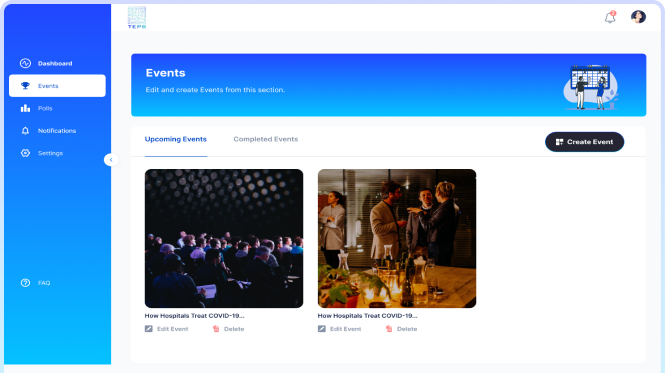 TEPS
Dashboard
Events
Polls
Notifications
Settings
FAQ
Events
Edit and create Events from this section.
Upcoming Events
Completed Events
Create Event
How Hospitals Treat COVID-19...
Edit Event
Delete
How Hospitals Treat COVID-19...
Edit Event
Delete